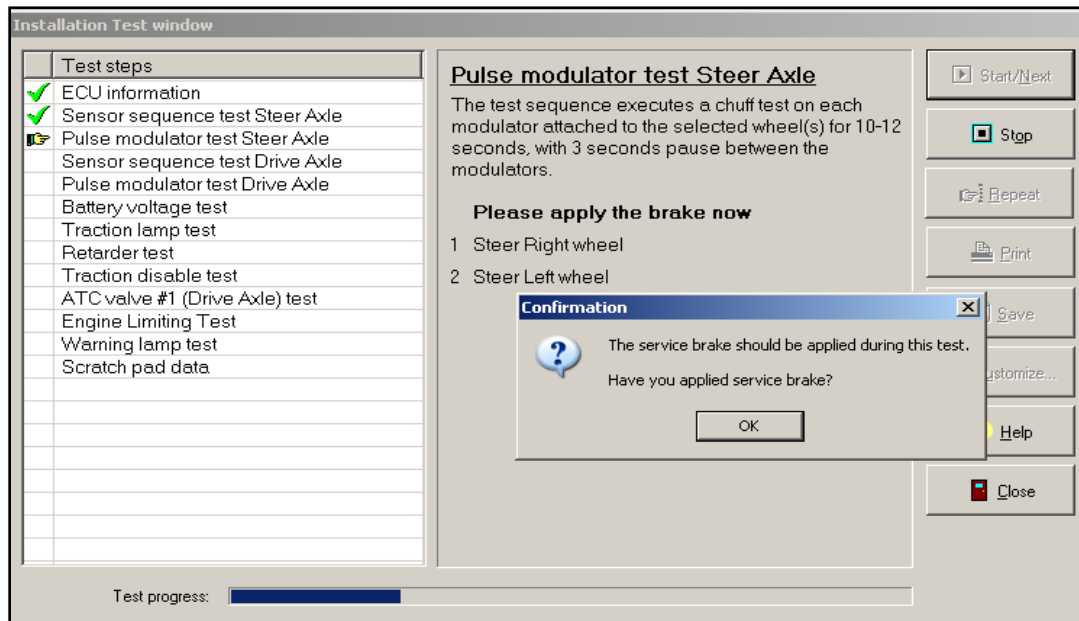 Installation Test window
Test steps
ECU information
Sensor sequence test Steer Axle
Pulse modulator test Steer Axle
Sensor sequence test Drive Axle
Pulse modulator test Drive Axle
Battery voltage test
Traction lamp test
Retarder test
Traction disable test
ATC valve #1 (Drive Axle) test
Engine Limiting Test
Warning lamp test
Scratch pad data
Pulse modulator test Steer Axle
The test sequence executes a chuff test on each
modulator attached to the selected wheel(s) for 10-12
seconds, with 3 seconds pause between the
modulators.
Please apply the brake now
1 Steer Right wheel
2 Steer Left wheel
Confirmation
The service brake should be applied during this test.
Have you applied service brake?
OK
Start/Next
Stop
Repeat
Print
Save
ustomize...
Help
Close
Test progress: